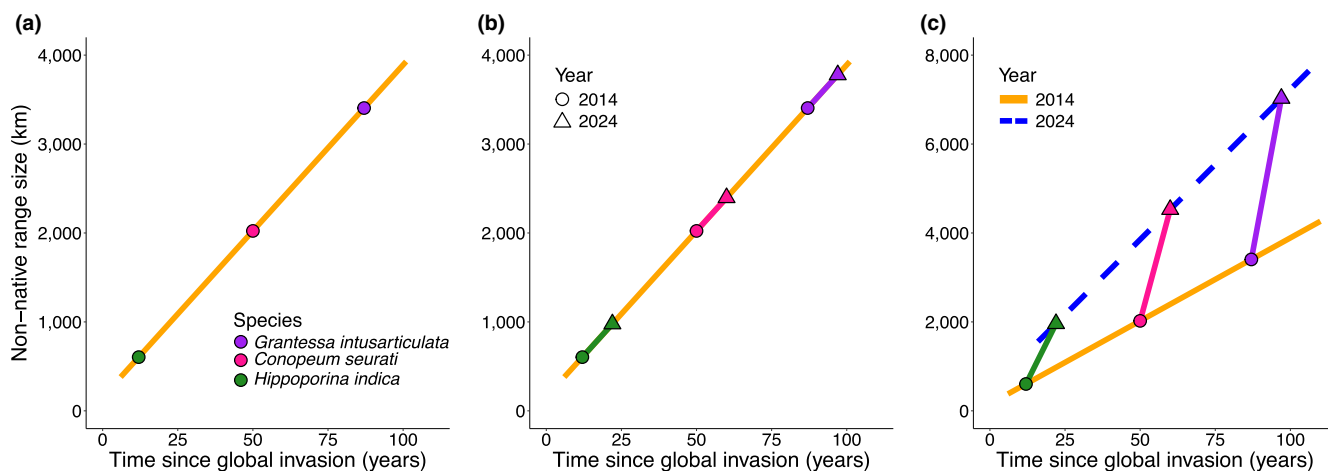 (a)
Non−native range size (km)
4,000
3,000
2,000
1,000
0
Species
Grantessa intusarticulata
Conopeum seurati
Hippoporina indica
0 25 50 75 100
Time since global invasion (years)
(b)
4,000
3,000
2,000
1,000
0
Year
2014
2024
0 25 50 75 100
Time since global invasion (years)
(c)
8,000
6,000
4,000
2,000
0
Year
2014
2024
0 25 50 75 100
Time since global invasion (years)